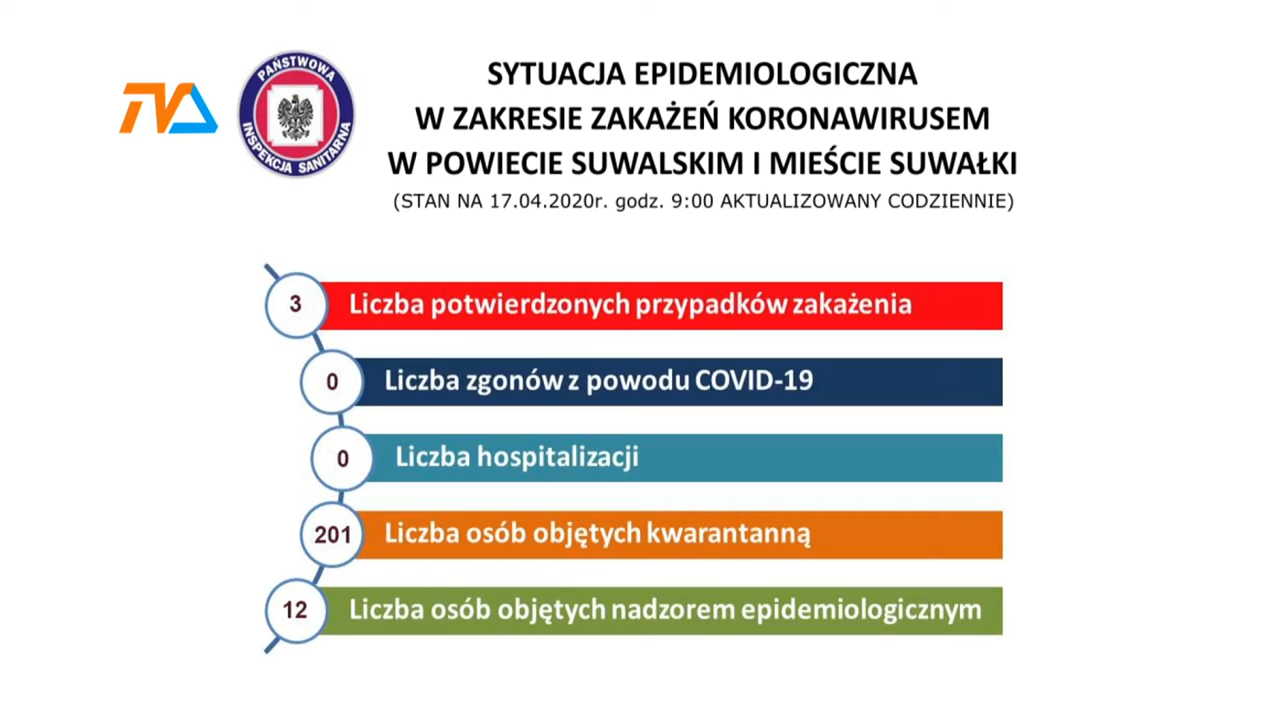 TVA
PAŃSTWOWA
INSPEKCJA SANITARNA
SYTUACJA EPIDEMIOLOGICZNA
W ZAKRESIE ZAKAŻEŃ KORONAWIRUSEM
W POWIECIE SUWALSKIM I MIEŚCIE SUWAŁKI
(STAN NA 17.04.2020r. godz. 9:00 AKTUALIZOWANY CODZIENNIE)
3 Liczba potwierdzonych przypadków zakażenia
0 Liczba zgonów z powodu COVID-19
0 Liczba hospitalizacji
201 Liczba osób objętych kwarantanną
12 Liczba osób objętych nadzorem epidemiologicznym